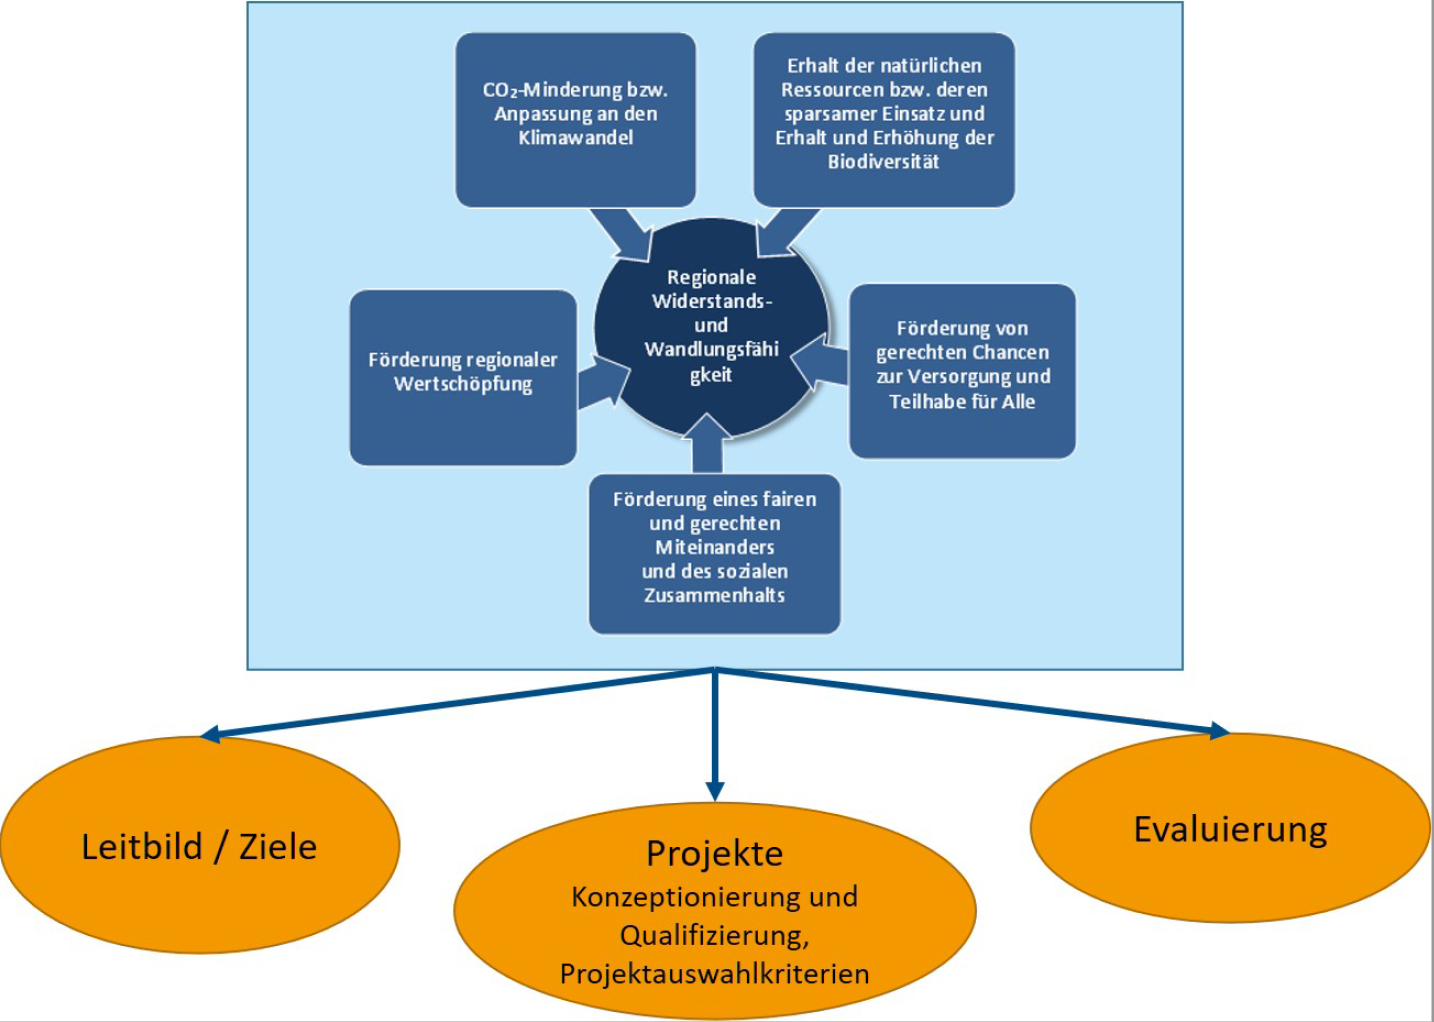 CO₂-Minderung bzw.
Anpassung an den
Klimawandel
Erhalt der natürlichen
Ressourcen bzw. deren
sparsamer Einsatz und
Erhalt und Erhöhung der
Biodiversität
Regionale
Widerstands-
und
Wandlungsfähi
gkeit
Förderung regionaler
Wertschöpfung
Förderung von
gerechten Chancen
zur Versorgung und
Teilhabe für Alle
Förderung eines fairen
und gerechten
Miteinanders
und des sozialen
Zusammenhalts
Leitbild / Ziele
Projekte
Konzeptionierung und
Qualifizierung,
Projektauswahlkriterien
Evaluierung